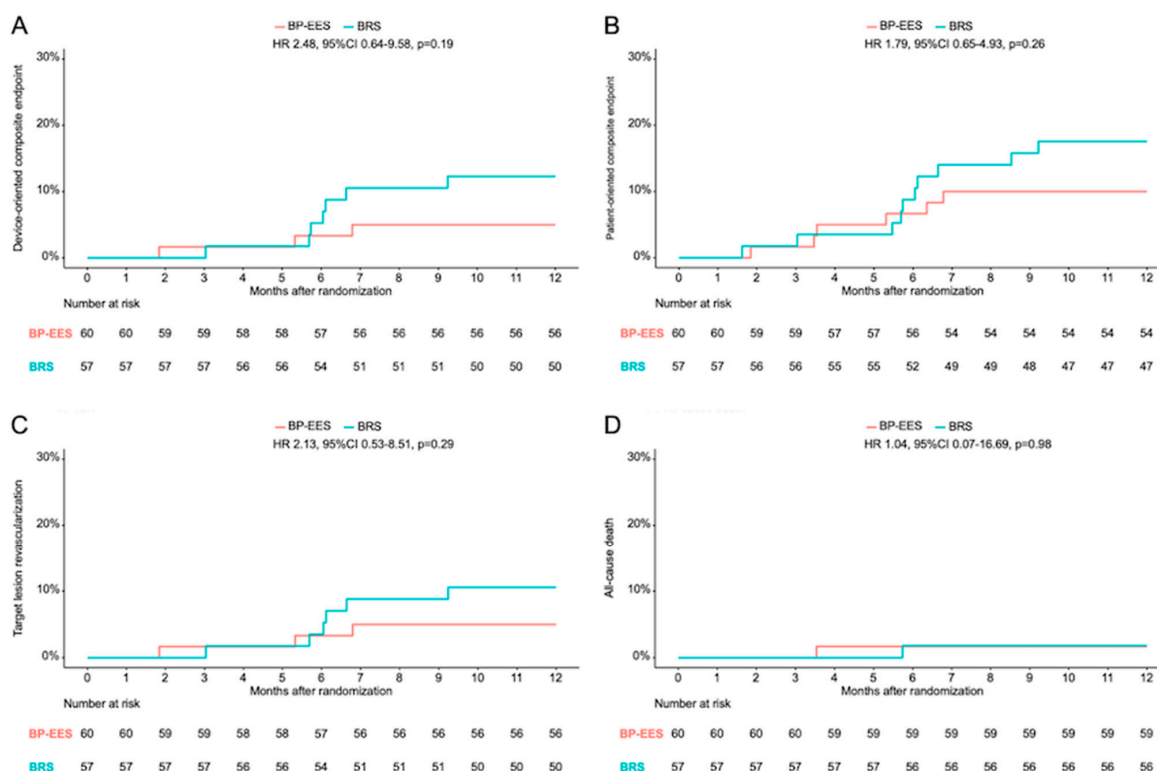 A
BP-EES BRS
HR 2.48, 95%CI 0.64-9.58, p=0.19
Device-oriented composite endpoint
30%
20%
10%
0%
0 1 2 3 4 5 6 7 8 9 10 11 12
Months after randomization
Number at risk
BP-EES 60 60 59 59 58 58 57 56 56 56 56 56 56
BRS 57 57 57 57 56 56 54 51 51 51 50 50 50
B
BP-EES BRS
HR 1.79, 95%CI 0.65-4.93, p=0.26
Patient-oriented composite endpoint
30%
20%
10%
0%
0 1 2 3 4 5 6 7 8 9 10 11 12
Months after randomization
Number at risk
BP-EES 60 60 59 59 57 57 56 54 54 54 54 54 54
BRS 57 57 56 56 55 55 52 49 49 48 47 47 47
C
BP-EES BRS
HR 2.13, 95%CI 0.53-8.51, p=0.29
Target lesion revascularization
30%
20%
10%
0%
0 1 2 3 4 5 6 7 8 9 10 11 12
Months after randomization
Number at risk
BP-EES 60 60 59 59 58 58 57 56 56 56 56 56 56
BRS 57 57 57 57 56 56 54 51 51 51 50 50 50
D
BP-EES BRS
HR 1.04, 95%CI 0.07-16.69, p=0.98
All-cause death
30%
20%
10%
0%
0 1 2 3 4 5 6 7 8 9 10 11 12
Months after randomization
Number at risk
BP-EES 60 60 60 60 59 59 59 59 59 59 59 59 59
BRS 57 57 57 57 57 57 56 56 56 56 56 56 56